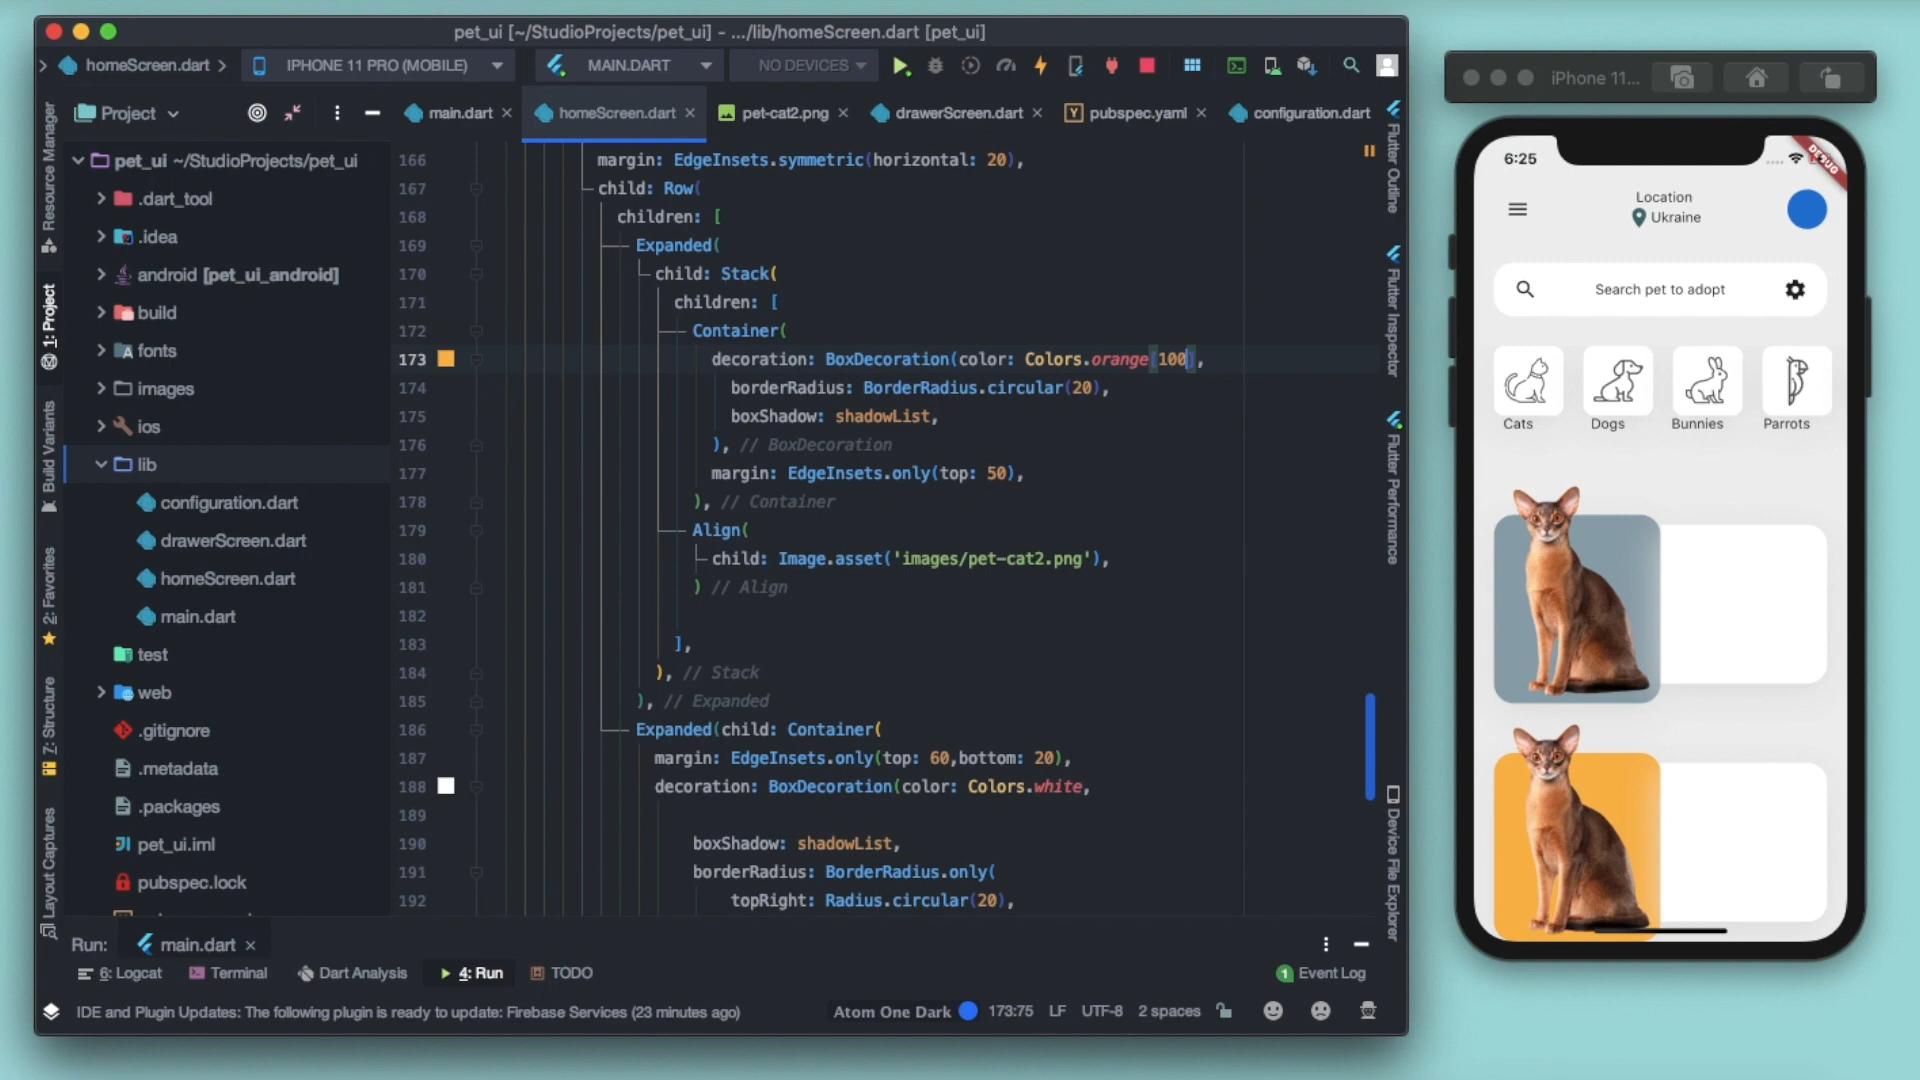 pet_ui [~/StudioProjects/pet_ui] – .../lib/homeScreen.dart [pet_ui]
homeScreen.dart
IPHONE 11 PRO (MOBILE)
MAIN.DART
NO DEVICES
Project
main.dart
homeScreen.dart
pet-cat2.png
drawerScreen.dart
pubspec.yaml
configuration.dart
Resource Manager
1: Project
Build Variants
2: Favorites
7: Structure
Layout Captures
pet_ui ~/StudioProjects/pet_ui
.dart_tool
.idea
android [pet_ui_android]
build
fonts
images
ios
lib
configuration.dart
drawerScreen.dart
homeScreen.dart
main.dart
test
web
.gitignore
.metadata
.packages
pet_ui.iml
pubspec.lock
166 margin: EdgeInsets.symmetric(horizontal: 20),
167 child: Row(
168 children: [
169 Expanded(
170 child: Stack(
171 children: [
172 Container(
173 decoration: BoxDecoration(color: Colors.orange[100],
174 borderRadius: BorderRadius.circular(20),
175 boxShadow: shadowList,
176 ), // BoxDecoration
177 margin: EdgeInsets.only(top: 50),
178 ), // Container
179 Align(
180 child: Image.asset('images/pet-cat2.png'),
181 ) // Align
182
183 ],
184 ), // Stack
185 ), // Expanded
186 Expanded(child: Container(
187 margin: EdgeInsets.only(top: 60,bottom: 20),
188 decoration: BoxDecoration(color: Colors.white,
189
190 boxShadow: shadowList,
191 borderRadius: BorderRadius.only(
192 topRight: Radius.circular(20),
Flutter Outline
Flutter Inspector
Flutter Performance
Device File Explorer
Run:
main.dart
6: Logcat
Terminal
Dart Analysis
4: Run
TODO
1 Event Log
IDE and Plugin Updates: The following plugin is ready to update: Firebase Services (23 minutes ago)
Atom One Dark
173:75
LF
UTF-8
2 spaces
iPhone 11...
6:25
DEBUG
Location
Ukraine
Search pet to adopt
Cats
Dogs
Bunnies
Parrots